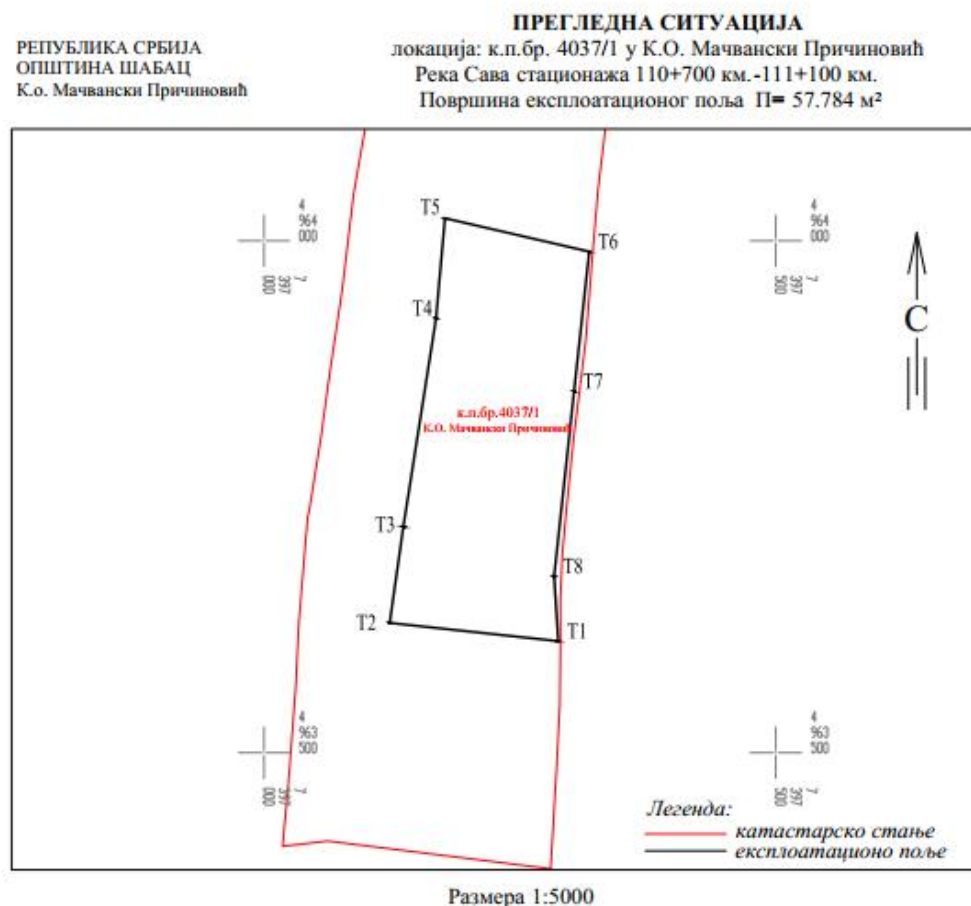 РЕПУБЛИКА СРБИЈА
ОПШТИНА ШАБАЦ
К.о. Мачвански Причиновић
ПРЕГЛЕДНА СИТУАЦИЈА
локација: к.п.бр. 4037/1 у К.О. Мачвански Причиновић
Река Сава стационажа 110+700 км.-111+100 км.
Површина експлоатационог поља П= 57.784 м²
4
964
000
7
397
000
4
964
000
7
397
500
T5
T6
С
T4
T7
к.п.бр.4037/1
К.О. Мачвански Причиновић
T3
T8
T2
T1
4
963
500
7
397
000
4
963
500
7
397
500
Легенда:
катастарско стање
експлоатационо поље
Размера 1:5000